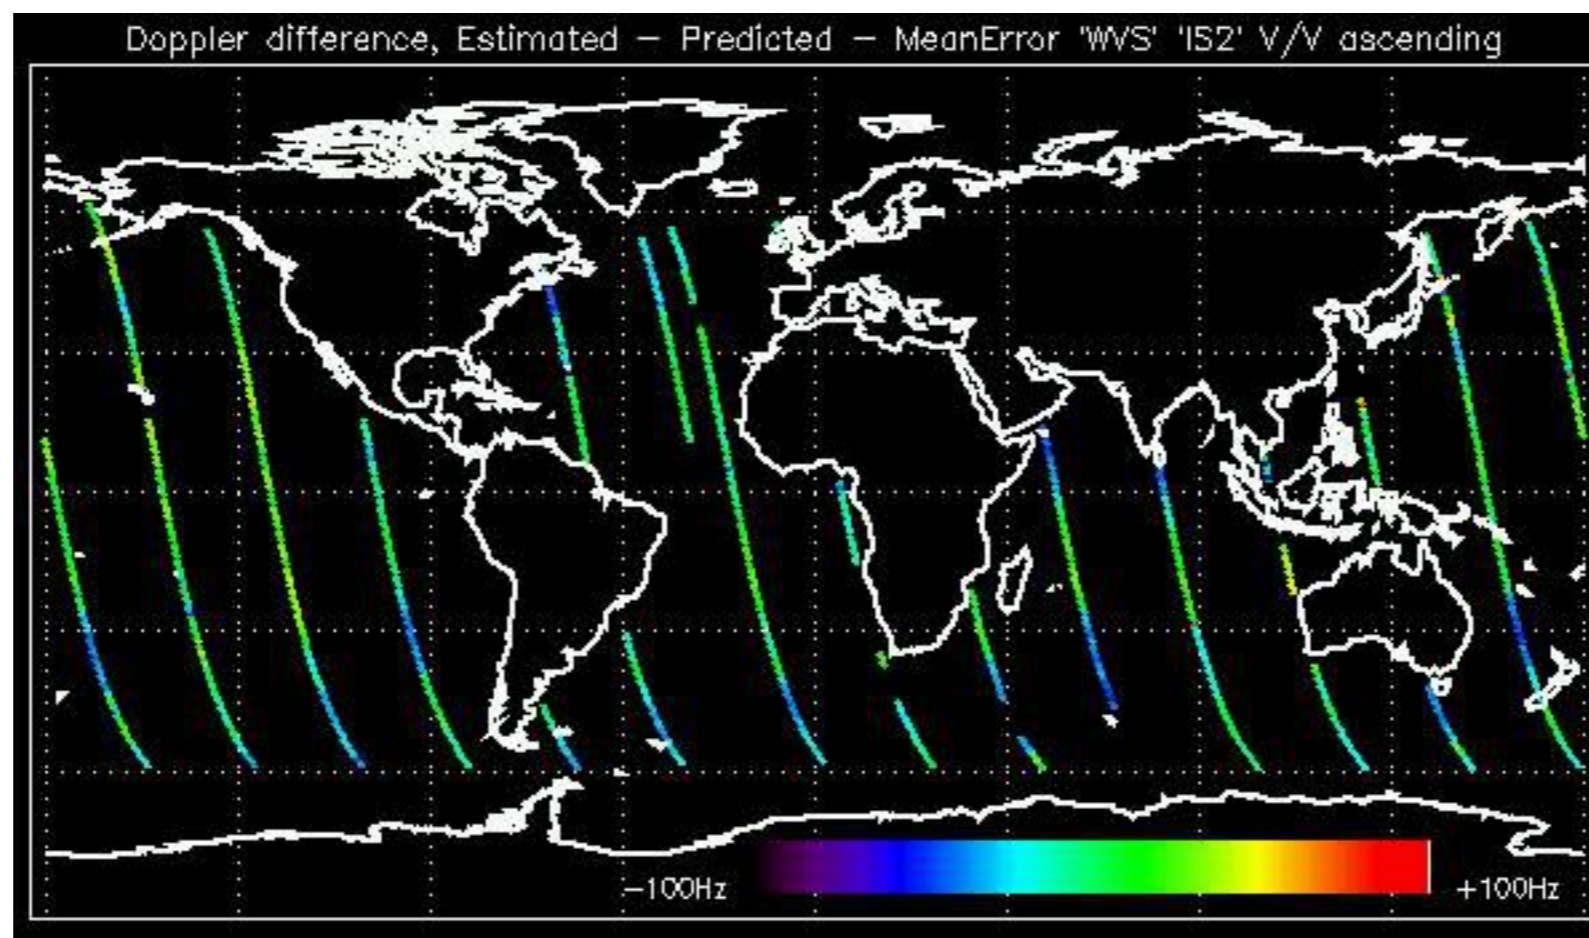 Doppler difference, Estimated − Predicted − MeanError 'WVS' 'IS2' V/V ascending
−100Hz
+100Hz